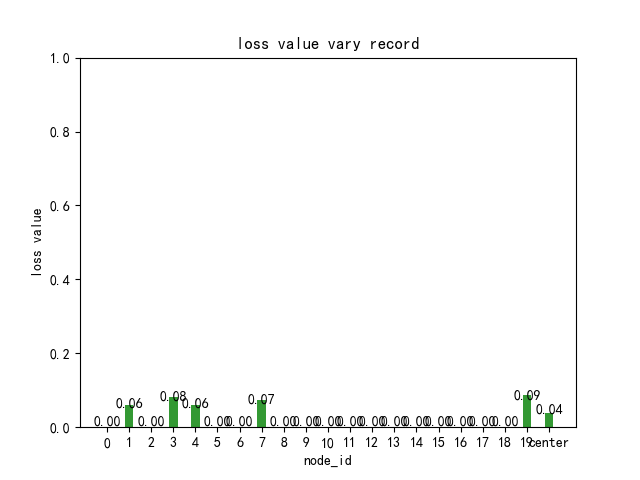 loss value vary record
1.0
0.8
0.6
0.4
0.2
0.0
loss value
0.00 0.06 0.00 0.08 0.06 0.00 0.00 0.07 0.00 0.00 0.00 0.00 0.00 0.00 0.00 0.00 0.00 0.00 0.00 0.09 0.04
0 1 2 3 4 5 6 7 8 9 10 11 12 13 14 15 16 17 18 19 center
node_id